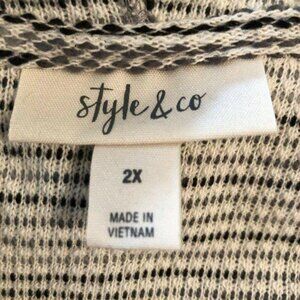 style & co
2X
MADE IN
VIETNAM